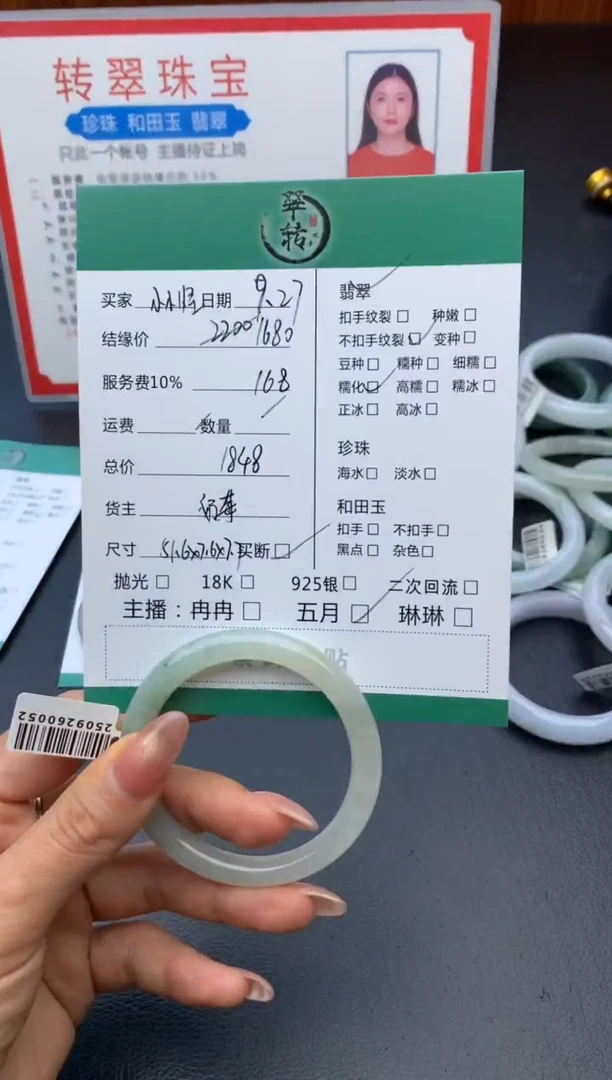 转翠珠宝
珍珠 和田玉 翡翠
只此一个帐号 主播持证上岗
翠转
买家 日期 9.27
结缘价 2200 1680
服务费10% 168
运费 数量
总价 1848
货主
尺寸 51.6x7.6x7. 买断 □
翡翠
扣手纹裂 □ 种嫩 □
不扣手纹裂 □ 变种 □
豆种 □ 糯种 □ 细糯 □
糯化 □ 高糯 □ 糯冰 □
正冰 □ 高冰 □
珍珠
海水 □ 淡水 □
和田玉
扣手 □ 不扣手 □
黑点 □ 杂色 □
抛光 □ 18K □ 925银 □ 二次回流 □
主播：冉冉 □ 五月 □ 琳琳 □
贴
2509260052